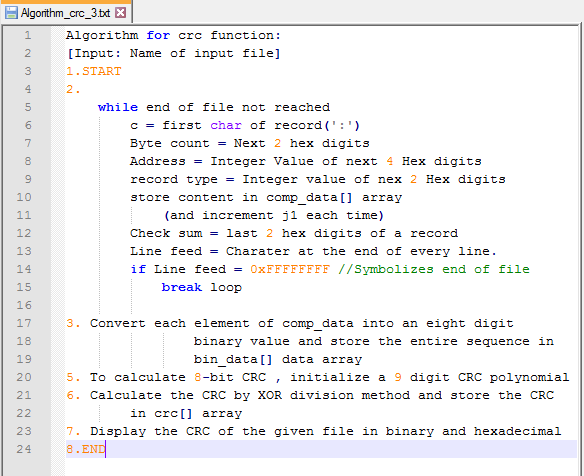 Algorithm_crc_3.txt
1 Algorithm for crc function:
2 [Input: Name of input file]
3 1.START
4 2.
5 while end of file not reached
6 c = first char of record(':')
7 Byte count = Next 2 hex digits
8 Address = Integer Value of next 4 Hex digits
9 record type = Integer value of nex 2 Hex digits
10 store content in comp_data[] array
11 (and increment j1 each time)
12 Check sum = last 2 hex digits of a record
13 Line feed = Charater at the end of every line.
14 if Line feed = 0xFFFFFFFF //Symbolizes end of file
15 break loop
16
17 3. Convert each element of comp_data into an eight digit
18 binary value and store the entire sequence in
19 bin_data[] data array
20 5. To calculate 8-bit CRC , initialize a 9 digit CRC polynomial
21 6. Calculate the CRC by XOR division method and store the CRC
22 in crc[] array
23 7. Display the CRC of the given file in binary and hexadecimal
24 8.END